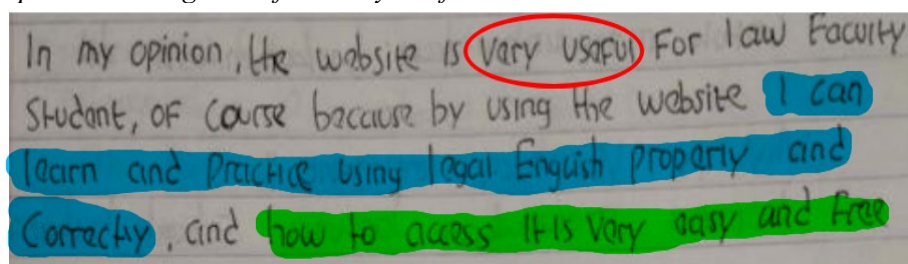 In my opinion, the website is very useful For law Faculty
Student, OF Course because by using the website I can
learn and Practice using legal English properly and
Correctly, and how to access It Is very easy and Free